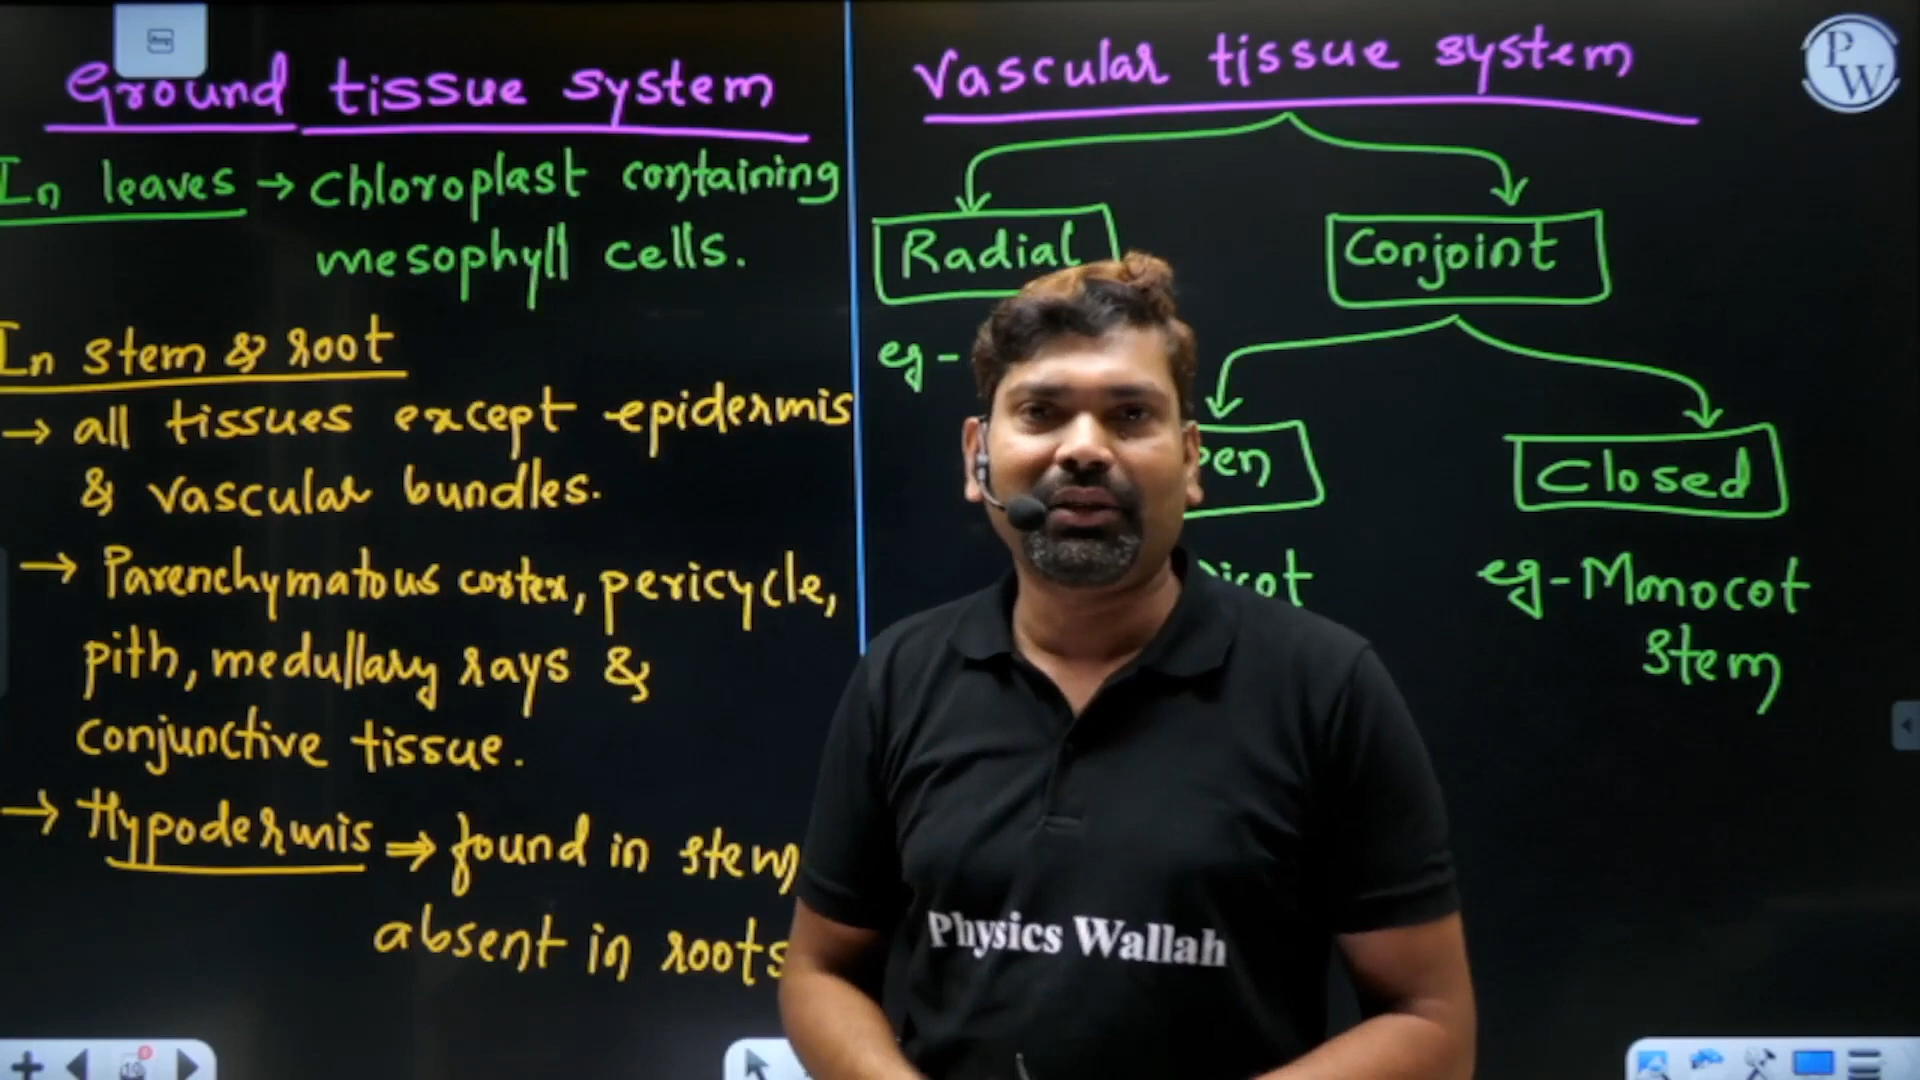 Ground tissue system
In leaves → Chloroplast containing
mesophyll cells.
In stem & root
→ all tissues except epidermis
& vascular bundles.
→ Parenchymatous cortex, pericycle,
pith, medullary rays &
conjunctive tissue.
→ Hypodermis ⇒ found in stem
absent in roots
Vascular tissue system
Radial
Conjoint
eg-
Closed
eg-Monocot
stem
PW
Physics Wallah